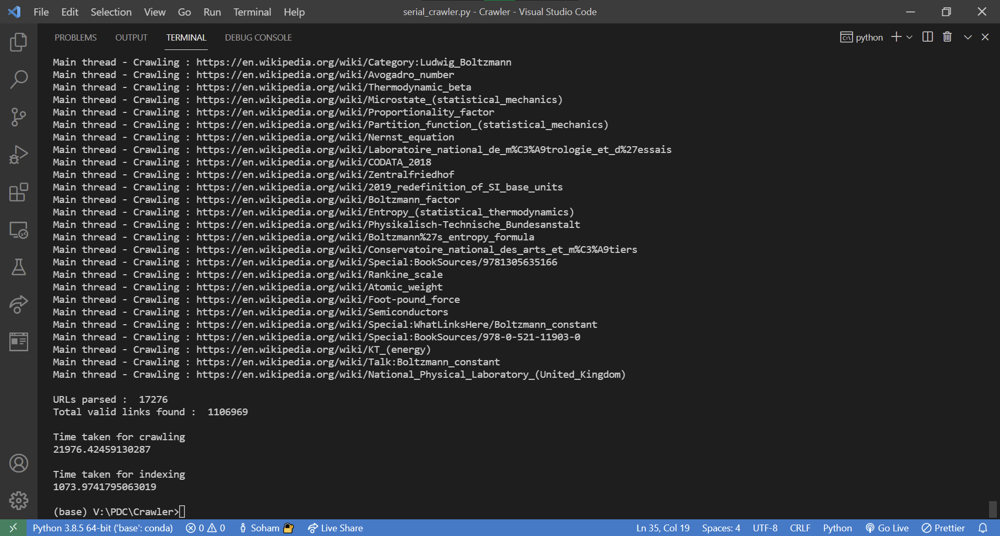 File Edit Selection View Go Run Terminal Help serial_crawler.py - Crawler - Visual Studio Code
PROBLEMS OUTPUT TERMINAL DEBUG CONSOLE python
Main thread - Crawling : https://en.wikipedia.org/wiki/Category:Ludwig_Boltzmann
Main thread - Crawling : https://en.wikipedia.org/wiki/Avogadro_number
Main thread - Crawling : https://en.wikipedia.org/wiki/Thermodynamic_beta
Main thread - Crawling : https://en.wikipedia.org/wiki/Microstate_(statistical_mechanics)
Main thread - Crawling : https://en.wikipedia.org/wiki/Proportionality_factor
Main thread - Crawling : https://en.wikipedia.org/wiki/Partition_function_(statistical_mechanics)
Main thread - Crawling : https://en.wikipedia.org/wiki/Nernst_equation
Main thread - Crawling : https://en.wikipedia.org/wiki/Laboratoire_national_de_m%C3%A9trologie_et_d%27essais
Main thread - Crawling : https://en.wikipedia.org/wiki/CODATA_2018
Main thread - Crawling : https://en.wikipedia.org/wiki/Zentralfriedhof
Main thread - Crawling : https://en.wikipedia.org/wiki/2019_redefinition_of_SI_base_units
Main thread - Crawling : https://en.wikipedia.org/wiki/Boltzmann_factor
Main thread - Crawling : https://en.wikipedia.org/wiki/Entropy_(statistical_thermodynamics)
Main thread - Crawling : https://en.wikipedia.org/wiki/Physikalisch-Technische_Bundesanstalt
Main thread - Crawling : https://en.wikipedia.org/wiki/Boltzmann%27s_entropy_formula
Main thread - Crawling : https://en.wikipedia.org/wiki/Conservatoire_national_des_arts_et_m%C3%A9tiers
Main thread - Crawling : https://en.wikipedia.org/wiki/Special:BookSources/9781305635166
Main thread - Crawling : https://en.wikipedia.org/wiki/Rankine_scale
Main thread - Crawling : https://en.wikipedia.org/wiki/Atomic_weight
Main thread - Crawling : https://en.wikipedia.org/wiki/Foot-pound_force
Main thread - Crawling : https://en.wikipedia.org/wiki/Semiconductors
Main thread - Crawling : https://en.wikipedia.org/wiki/Special:WhatLinksHere/Boltzmann_constant
Main thread - Crawling : https://en.wikipedia.org/wiki/Special:BookSources/978-0-521-11903-0
Main thread - Crawling : https://en.wikipedia.org/wiki/KT_(energy)
Main thread - Crawling : https://en.wikipedia.org/wiki/Talk:Boltzmann_constant
Main thread - Crawling : https://en.wikipedia.org/wiki/National_Physical_Laboratory_(United_Kingdom)
URLs parsed :  17276
Total valid links found :  1106969
Time taken for crawling
21976.42459130287
Time taken for indexing
1073.9741795063019
(base) V:\PDC\Crawler>
Python 3.8.5 64-bit ('base': conda) 0 0 Soham Live Share Ln 35, Col 19 Spaces: 4 UTF-8 CRLF Python Go Live Prettier